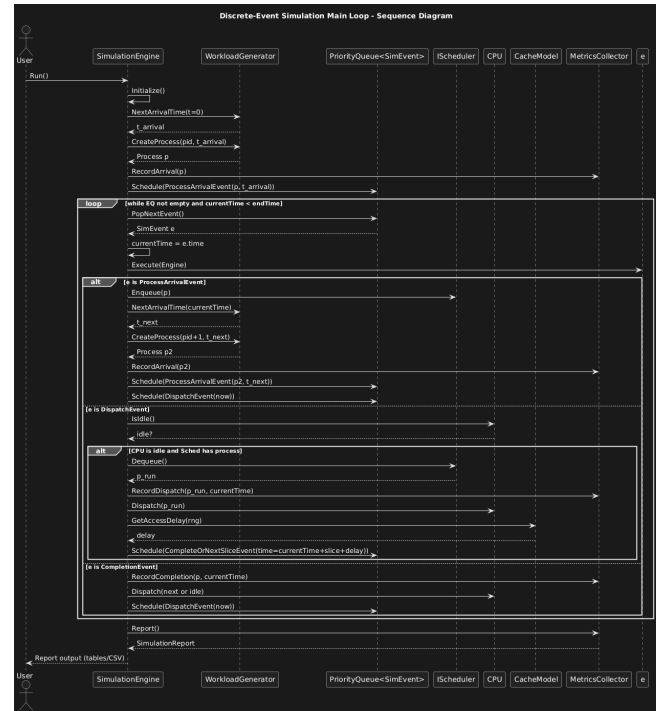 Discrete-Event Simulation Main Loop - Sequence Diagram
User
SimulationEngine
WorkloadGenerator
PriorityQueue<SimEvent>
IScheduler
CPU
CacheModel
MetricsCollector
e
Run()
Initialize()
NextArrivalTime(t=0)
t_arrival
CreateProcess(pid, t_arrival)
Process p
RecordArrival(p)
Schedule(ProcessArrivalEvent(p, t_arrival))
loop [while EQ not empty and currentTime < endTime]
PopNextEvent()
SimEvent e
currentTime = e.time
Execute(Engine)
alt [e is ProcessArrivalEvent]
Enqueue(p)
NextArrivalTime(currentTime)
t_next
CreateProcess(pid+1, t_next)
Process p2
RecordArrival(p2)
Schedule(ProcessArrivalEvent(p2, t_next))
Schedule(DispatchEvent(now))
[e is DispatchEvent]
IsIdle()
idle?
alt [CPU is idle and Sched has process]
Dequeue()
p_run
RecordDispatch(p_run, currentTime)
Dispatch(p_run)
GetAccessDelay(rng)
delay
Schedule(CompleteOrNextSliceEvent(time=currentTime+slice+delay))
[e is CompletionEvent]
RecordCompletion(p, currentTime)
Dispatch(next or idle)
Schedule(DispatchEvent(now))
Report()
SimulationReport
Report output (tables/CSV)
User
SimulationEngine
WorkloadGenerator
PriorityQueue<SimEvent>
IScheduler
CPU
CacheModel
MetricsCollector
e